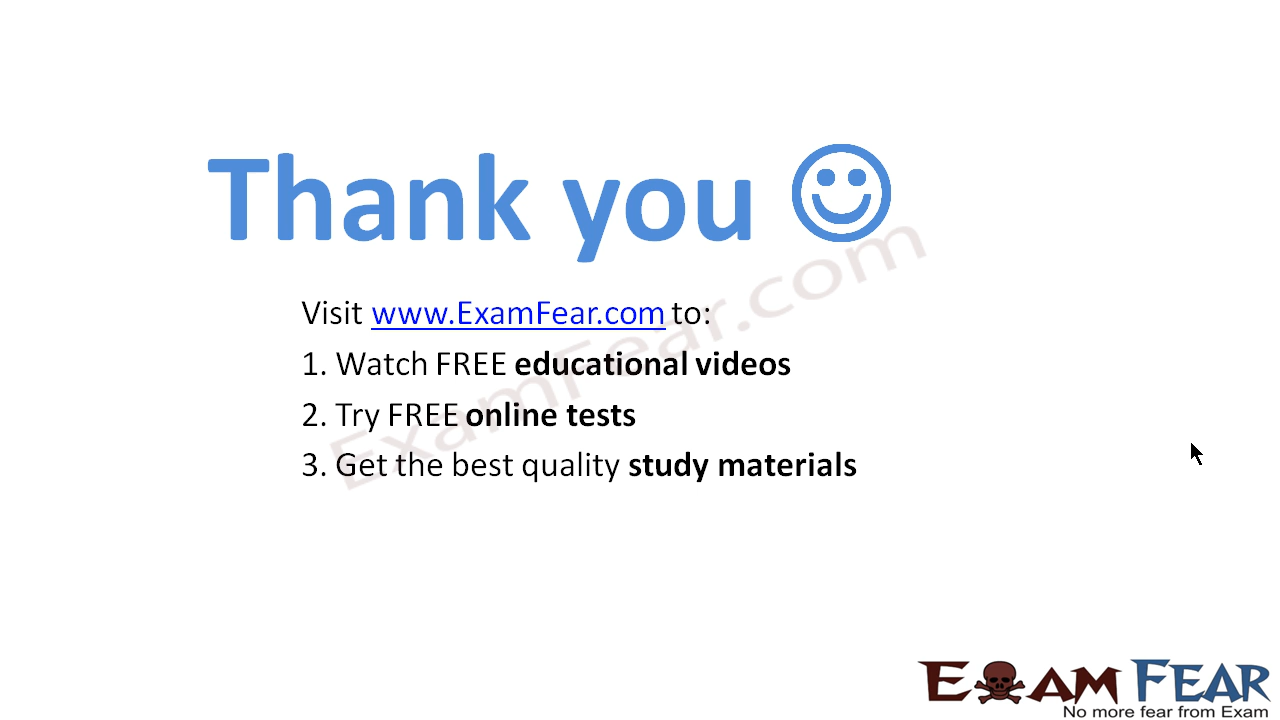 Thank you
Visit www.ExamFear.com to:
1. Watch FREE educational videos
2. Try FREE online tests
3. Get the best quality study materials
ExamFear.com
EXAM FEAR
No more fear from Exam